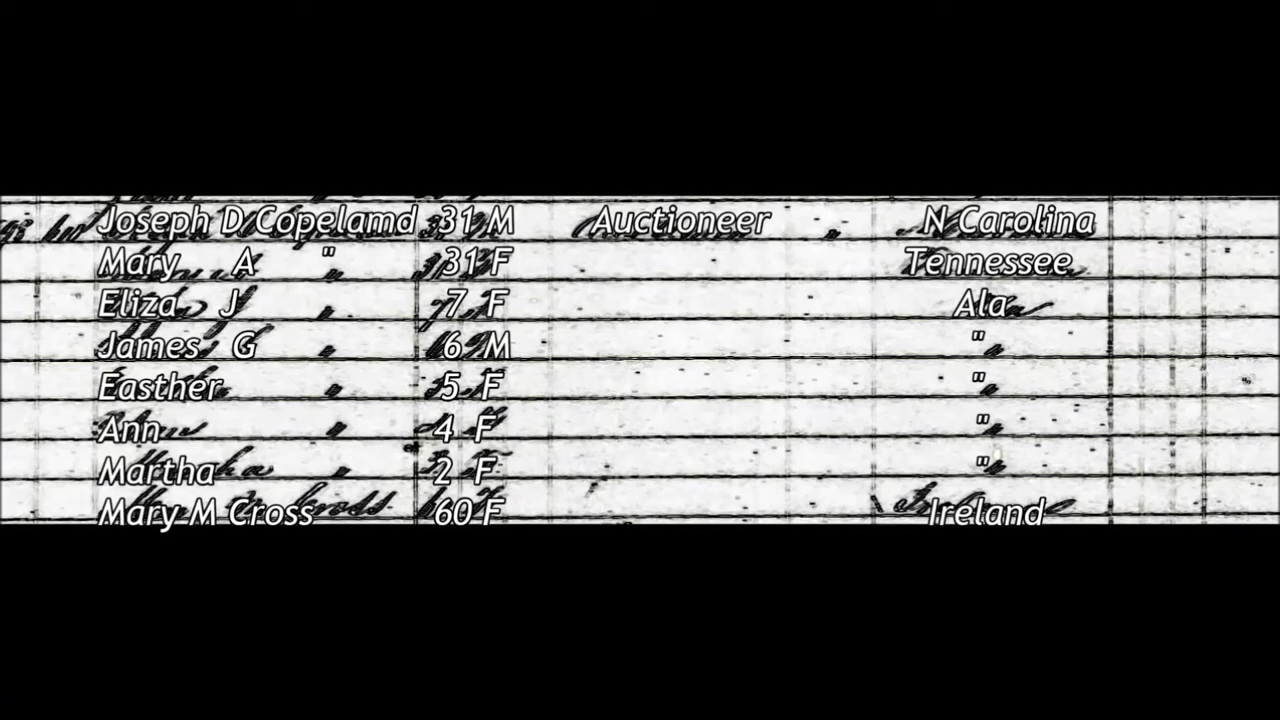 Joseph D Copelamd 31 M Auctioneer N Carolina
Mary A " 31 F Tennessee
Eliza J 7 F Ala
James G 6 M "
Easther 5 F "
Ann 4 F "
Martha 2 F "
Mary M Cross 60 F Ireland